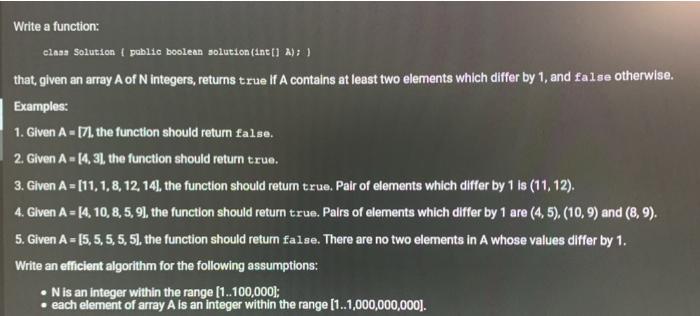 Write a function:
class Solution { public boolean solution(int[] A); }
that, given an array A of N integers, returns true if A contains at least two elements which differ by 1, and false otherwise.
Examples:
1. Given A = [7], the function should return false.
2. Given A = [4, 3], the function should return true.
3. Given A = [11, 1, 8, 12, 14], the function should return true. Pair of elements which differ by 1 is (11, 12).
4. Given A = [4, 10, 8, 5, 9], the function should return true. Pairs of elements which differ by 1 are (4, 5), (10, 9) and (8, 9).
5. Given A = [5, 5, 5, 5, 5], the function should return false. There are no two elements in A whose values differ by 1.
Write an efficient algorithm for the following assumptions:
• N is an integer within the range [1..100,000];
• each element of array A is an integer within the range [1..1,000,000,000].